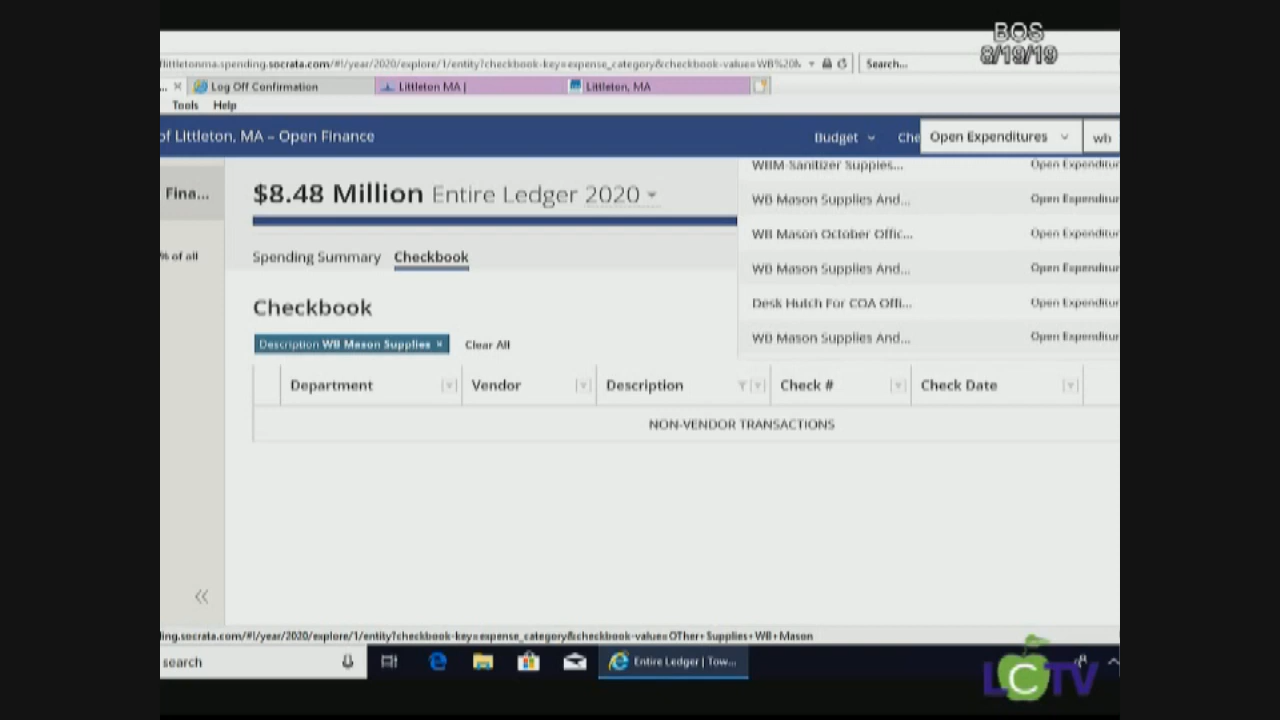 BOS
8/19/19
littletonma.spending.socrata.com/#!/year/2020/explore/1/entity?checkbook-key=expense_category&checkbook-value=WB%20M
Search...
... × Log Off Confirmation
Littleton MA |
Littleton, MA
Tools Help
of Littleton, MA – Open Finance
Budget
Che
Open Expenditures
wb
Fina...
$8.48 Million Entire Ledger 2020
% of all
Spending Summary Checkbook
Checkbook
Description WB Mason Supplies ×
Clear All
WBM Sanitizer Supplies... Open Expenditur
WB Mason Supplies And... Open Expenditur
WB Mason October Offic... Open Expenditur
WB Mason Supplies And... Open Expenditur
Desk Hutch For COA Offi... Open Expenditur
WB Mason Supplies And... Open Expenditur
Department Vendor Description Check # Check Date
NON-VENDOR TRANSACTIONS
ing.socrata.com/#!/year/2020/explore/1/entity?checkbook-key=expense_category&checkbook-value=OTher+Supplies+WB+Mason
search
Entire Ledger | Tow...
LCTV